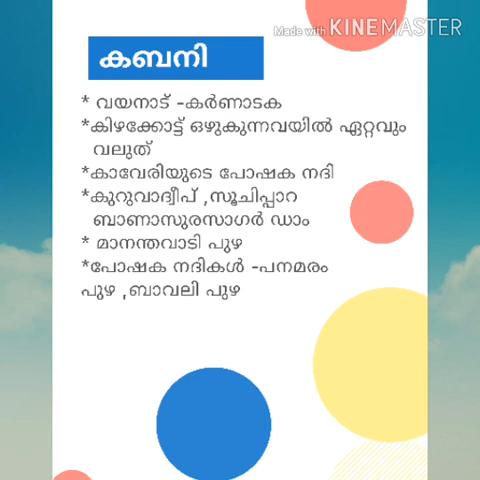 Made with KINEMASTER
കബനി
* വയനാട് -കർണാടക
*കിഴക്കോട്ട് ഒഴുകുന്നവയിൽ ഏറ്റവും
വലുത്
*കാവേരിയുടെ പോഷക നദി
*കുറുവാദ്വീപ് ,സൂചിപ്പാറ
ബാണാസുരസാഗർ ഡാം
* മാനന്തവാടി പുഴ
*പോഷക നദികൾ -പനമരം
പുഴ ,ബാവലി പുഴ